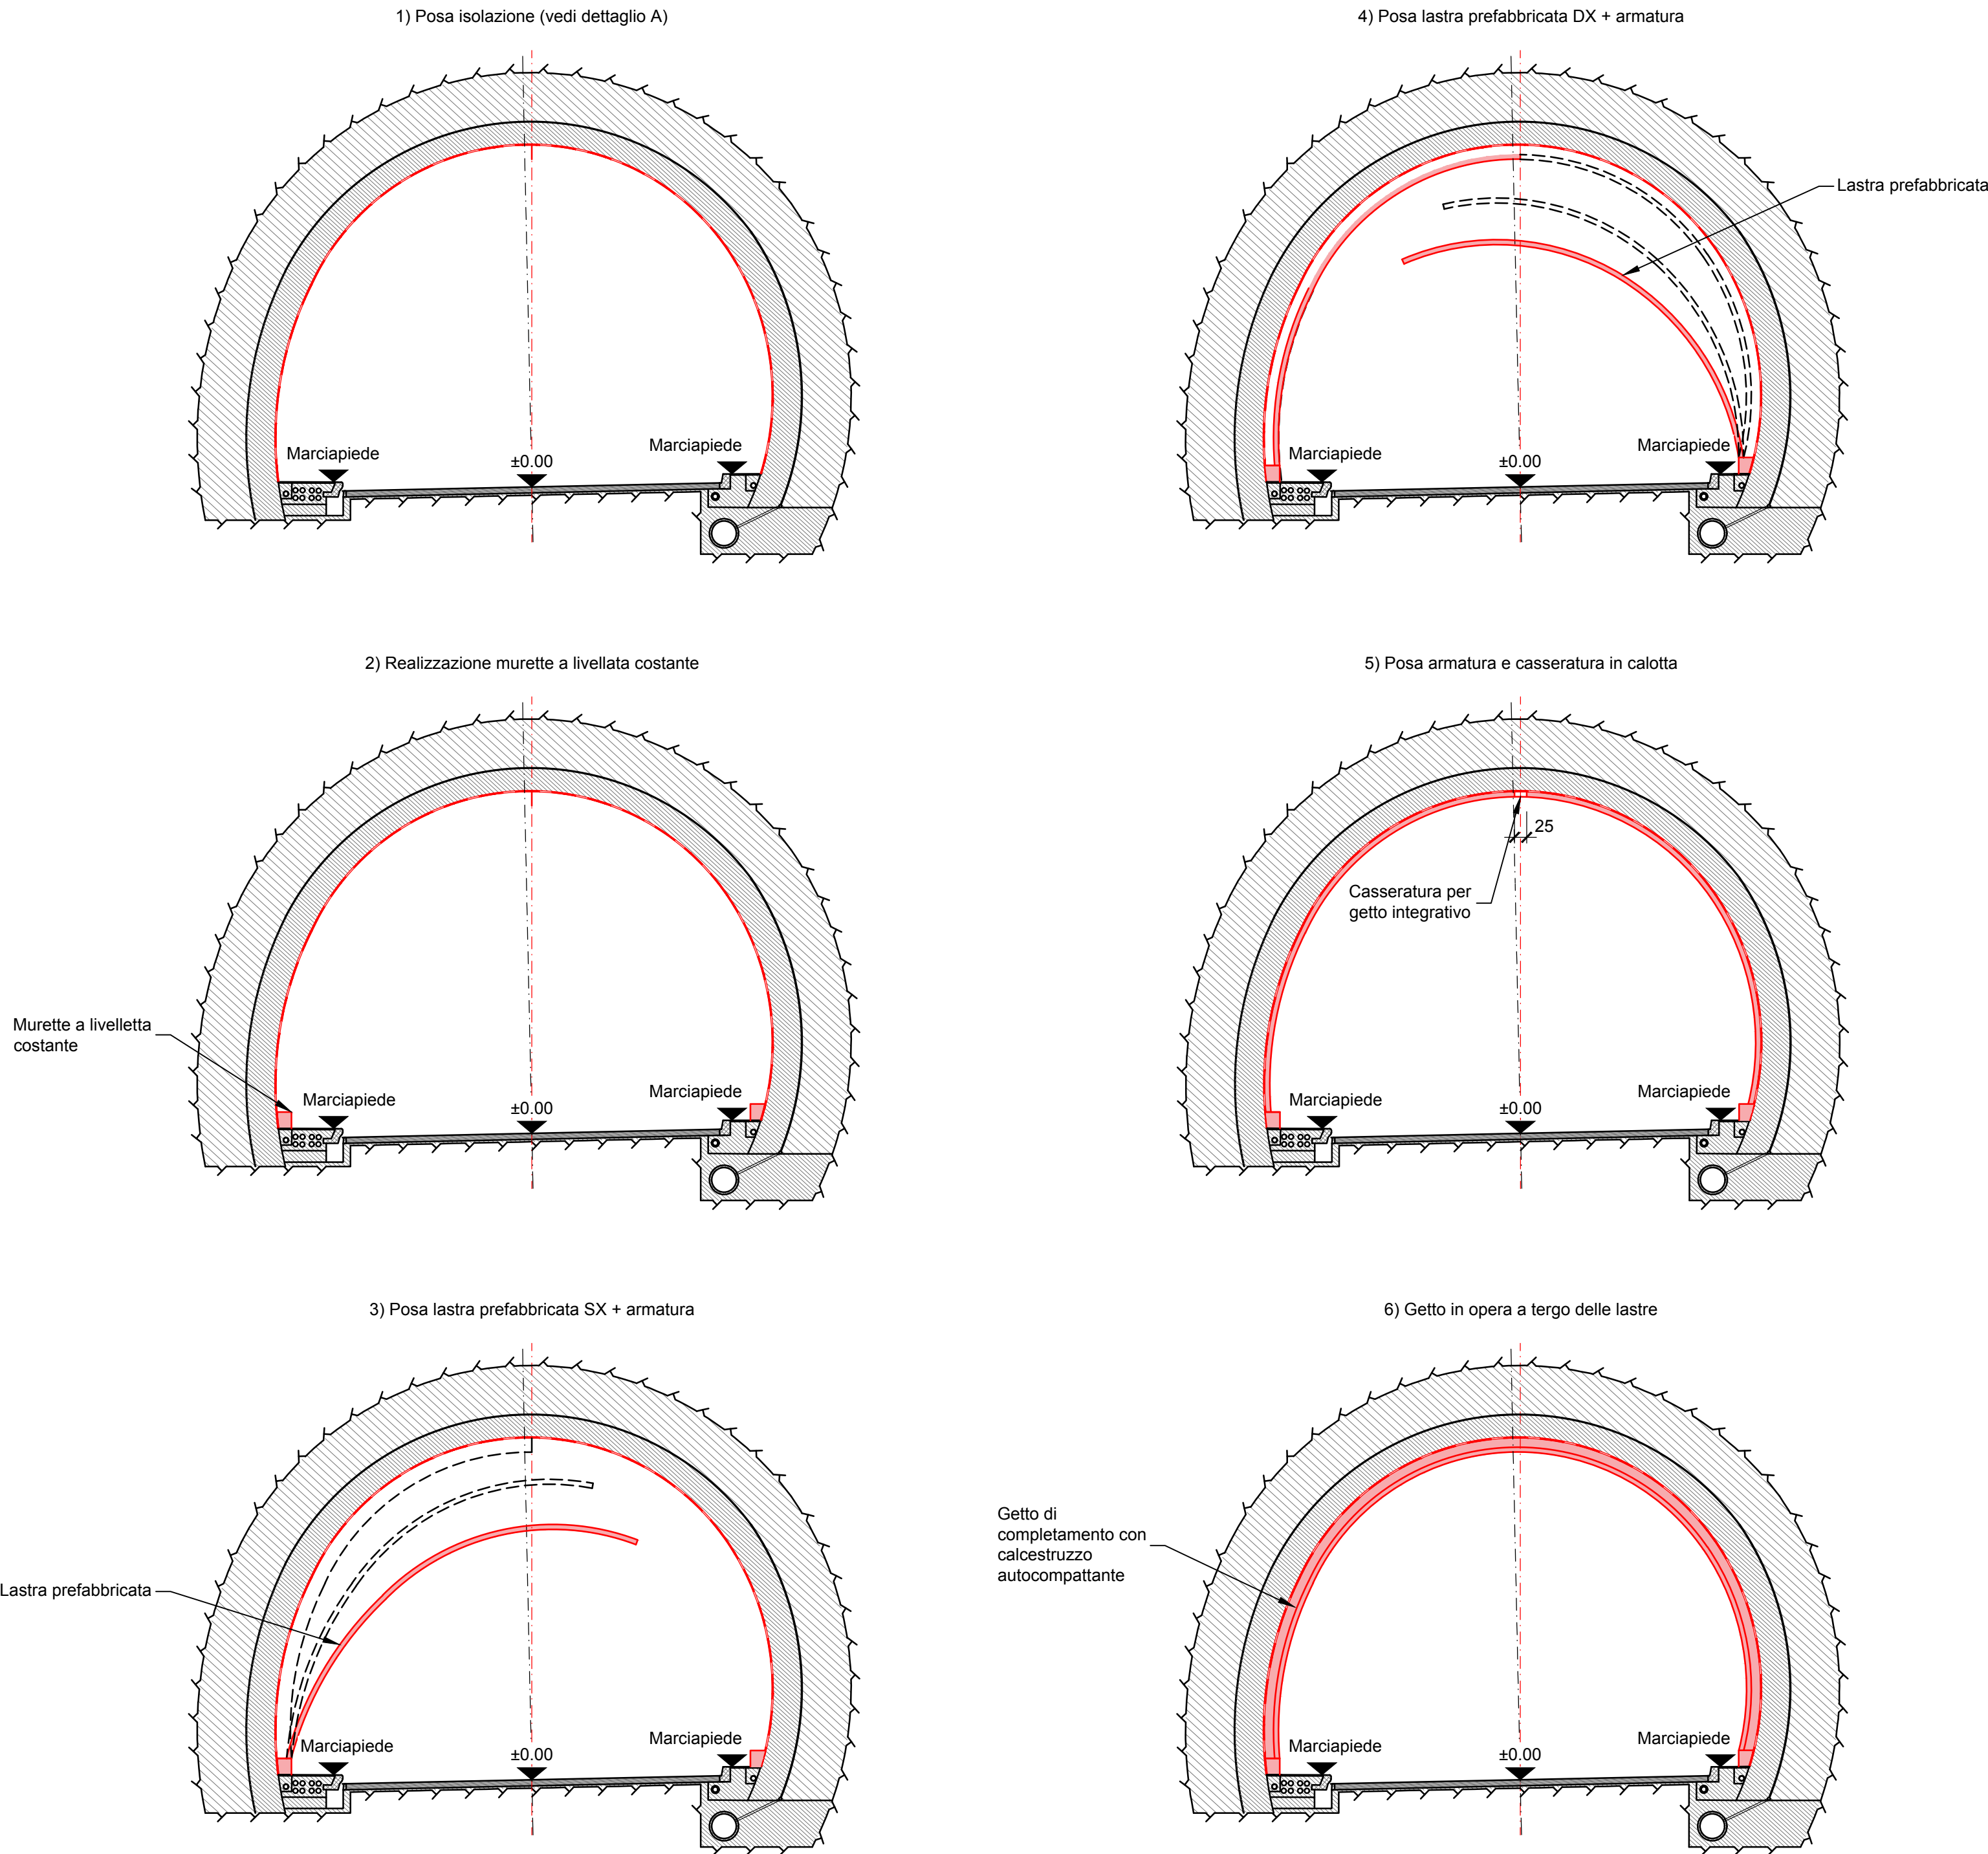 1) Posa isolazione (vedi dettaglio A)
Marciapiede
±0.00
Marciapiede
2) Realizzazione murette a livellata costante
Murette a livelletta
costante
Marciapiede
±0.00
Marciapiede
3) Posa lastra prefabbricata SX + armatura
Lastra prefabbricata
Marciapiede
±0.00
Marciapiede
4) Posa lastra prefabbricata DX + armatura
Lastra prefabbricata
Marciapiede
±0.00
Marciapiede
5) Posa armatura e casseratura in calotta
25
Casseratura per
getto integrativo
Marciapiede
±0.00
Marciapiede
6) Getto in opera a tergo delle lastre
Getto di
completamento con
calcestruzzo
autocompattante
Marciapiede
±0.00
Marciapiede